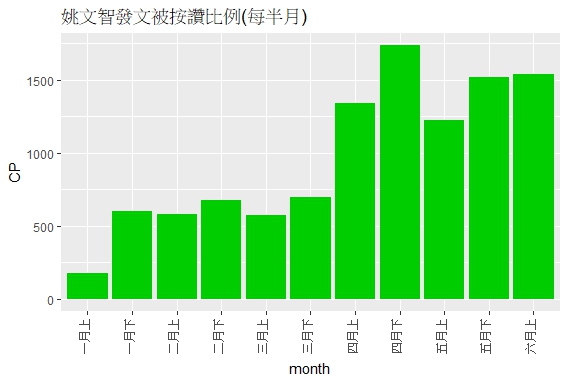 姚文智發文被按讚比例(每半月)
CP
1500
1000
500
0
一月上
一月下
二月上
二月下
三月上
三月下
四月上
四月下
五月上
五月下
六月上
month